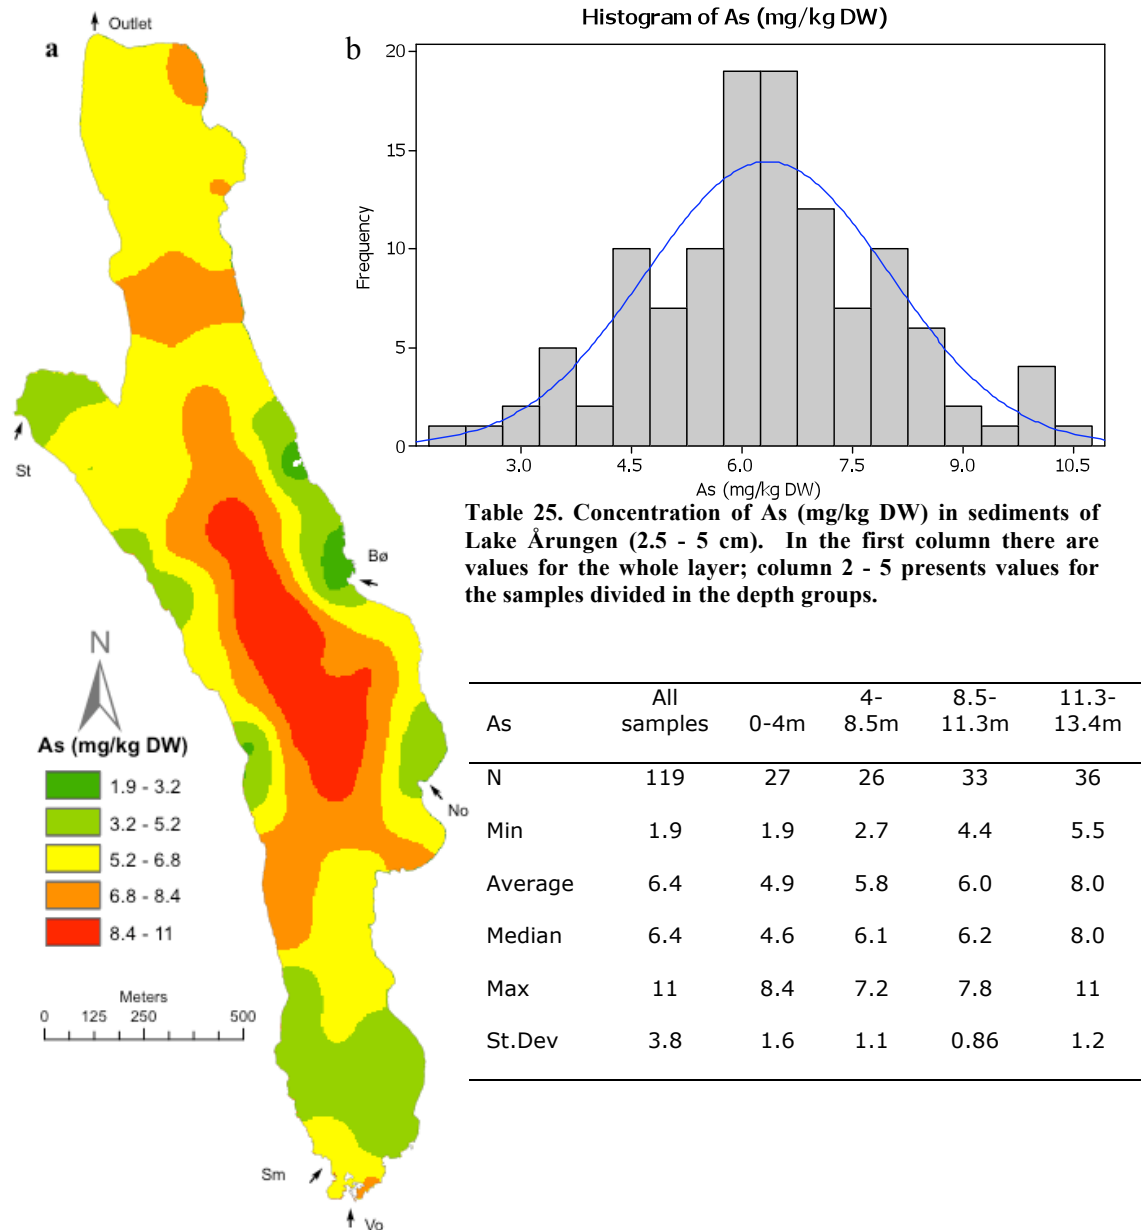 Histogram of As (mg/kg DW)
Outlet
a
b
20
15
10
5
0
Frequency
3.0 4.5 6.0 7.5 9.0 10.5
As (mg/kg DW)
St
Bø
No
Sm
Vo
N
As (mg/kg DW)
1.9 - 3.2
3.2 - 5.2
5.2 - 6.8
6.8 - 8.4
8.4 - 11
Meters
0 125 250 500
Table 25. Concentration of As (mg/kg DW) in sediments of
Lake Årungen (2.5 - 5 cm). In the first column there are
values for the whole layer; column 2 - 5 presents values for
the samples divided in the depth groups.
All 4- 8.5- 11.3-
As samples 0-4m 8.5m 11.3m 13.4m
N 119 27 26 33 36
Min 1.9 1.9 2.7 4.4 5.5
Average 6.4 4.9 5.8 6.0 8.0
Median 6.4 4.6 6.1 6.2 8.0
Max 11 8.4 7.2 7.8 11
St.Dev 3.8 1.6 1.1 0.86 1.2